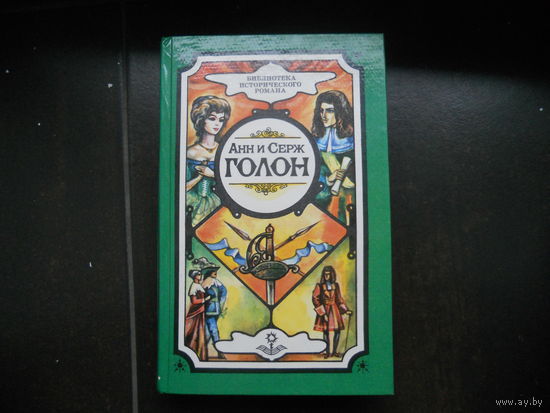 БИБЛИОТЕКА
ИСТОРИЧЕСКОГО
РОМАНА
АНН И СЕРЖ
ГОЛОН
www.ay.by